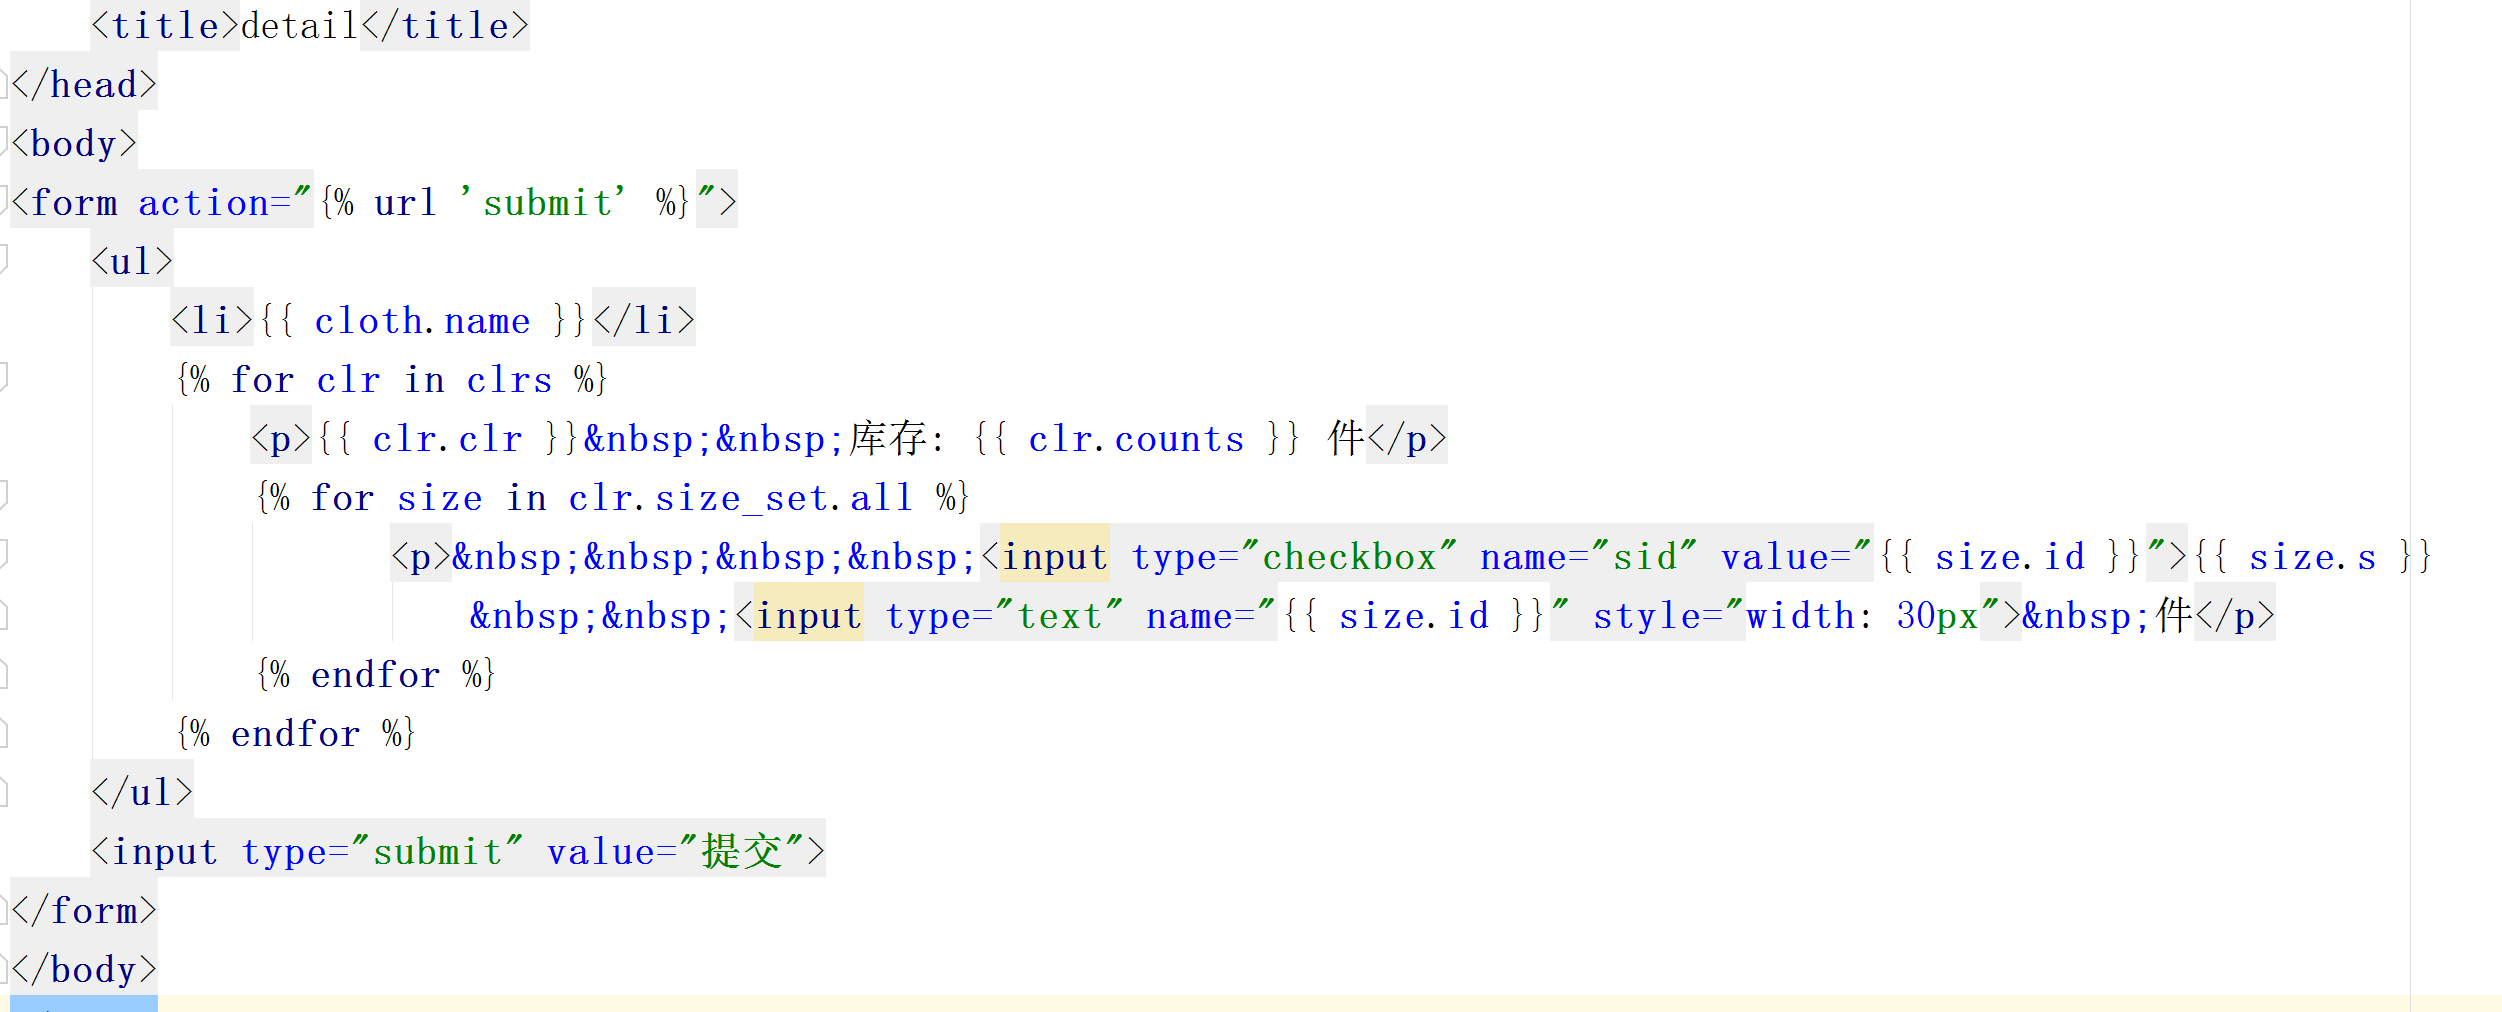 <title>detail</title>
</head>
<body>
<form action="{% url 'submit' %}">
<ul>
<li>{{ cloth.name }}</li>
{% for clr in clrs %}
<p>{{ clr.clr }}&nbsp;&nbsp;库存: {{ clr.counts }} 件</p>
{% for size in clr.size_set.all %}
<p>&nbsp;&nbsp;&nbsp;&nbsp;<input type="checkbox" name="sid" value="{{ size.id }}">{{ size.s }}
&nbsp;&nbsp;<input type="text" name="{{ size.id }}" style="width: 30px">&nbsp;件</p>
{% endfor %}
{% endfor %}
</ul>
<input type="submit" value="提交">
</form>
</body>